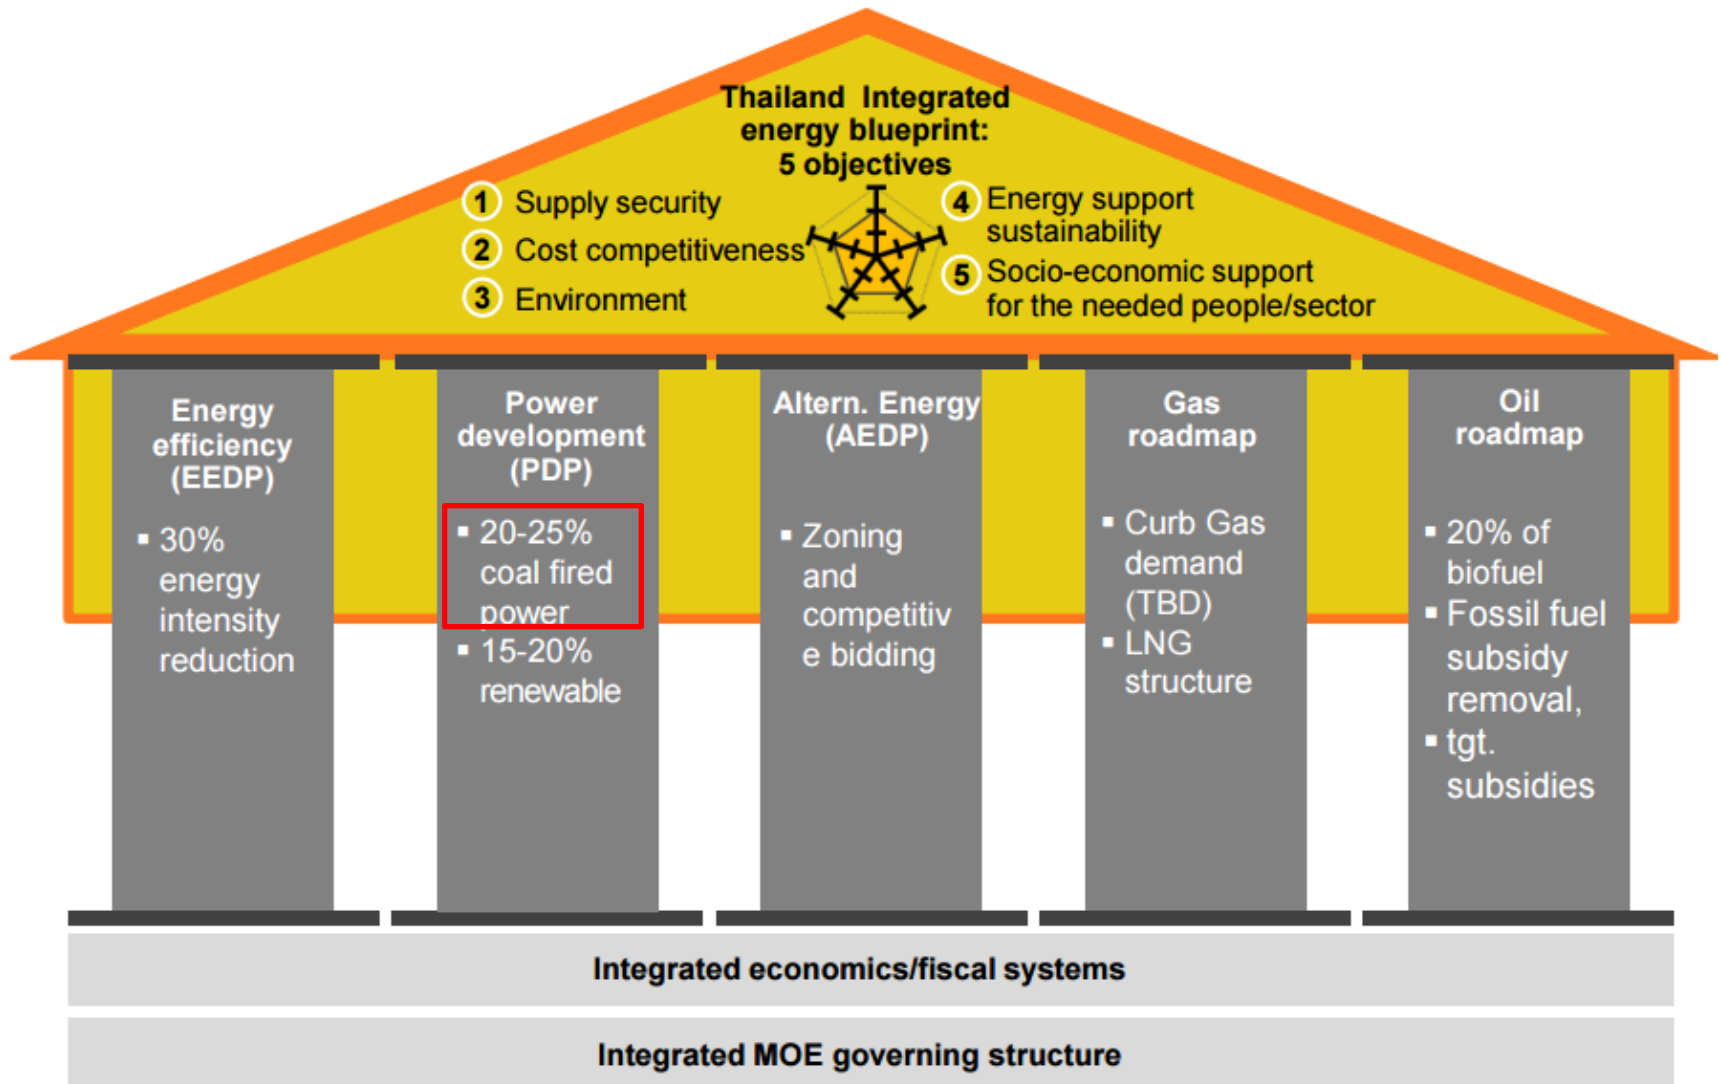 Thailand Integrated
energy blueprint:
5 objectives
1 Supply security
2 Cost competitiveness
3 Environment
4 Energy support
sustainability
5 Socio-economic support
for the needed people/sector
Energy
efficiency
(EEDP)
▪ 30%
energy
intensity
reduction
Power
development
(PDP)
▪ 20-25%
coal fired
power
▪ 15-20%
renewable
Altern. Energy
(AEDP)
▪ Zoning
and
competitiv
e bidding
Gas
roadmap
▪ Curb Gas
demand
(TBD)
▪ LNG
structure
Oil
roadmap
▪ 20% of
biofuel
▪ Fossil fuel
subsidy
removal,
▪ tgt.
subsidies
Integrated economics/fiscal systems
Integrated MOE governing structure